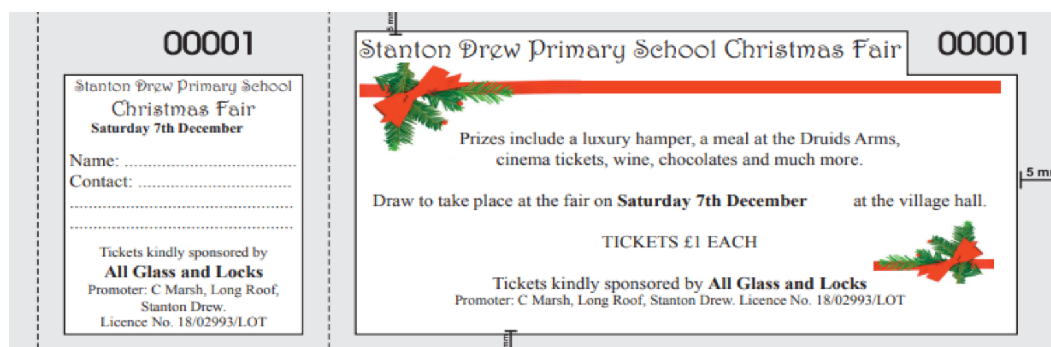 00001
Stanton Drew Primary School
Christmas Fair
Saturday 7th December
Name: ................................................
Contact: ............................................
................................................................
................................................................
Tickets kindly sponsored by
All Glass and Locks
Promoter: C Marsh, Long Roof,
Stanton Drew.
Licence No. 18/02993/LOT
5 mm
Stanton Drew Primary School Christmas Fair
00001
Prizes include a luxury hamper, a meal at the Druids Arms,
cinema tickets, wine, chocolates and much more.
Draw to take place at the fair on Saturday 7th December at the village hall.
5 mm
TICKETS £1 EACH
Tickets kindly sponsored by All Glass and Locks
Promoter: C Marsh, Long Roof, Stanton Drew. Licence No. 18/02993/LOT